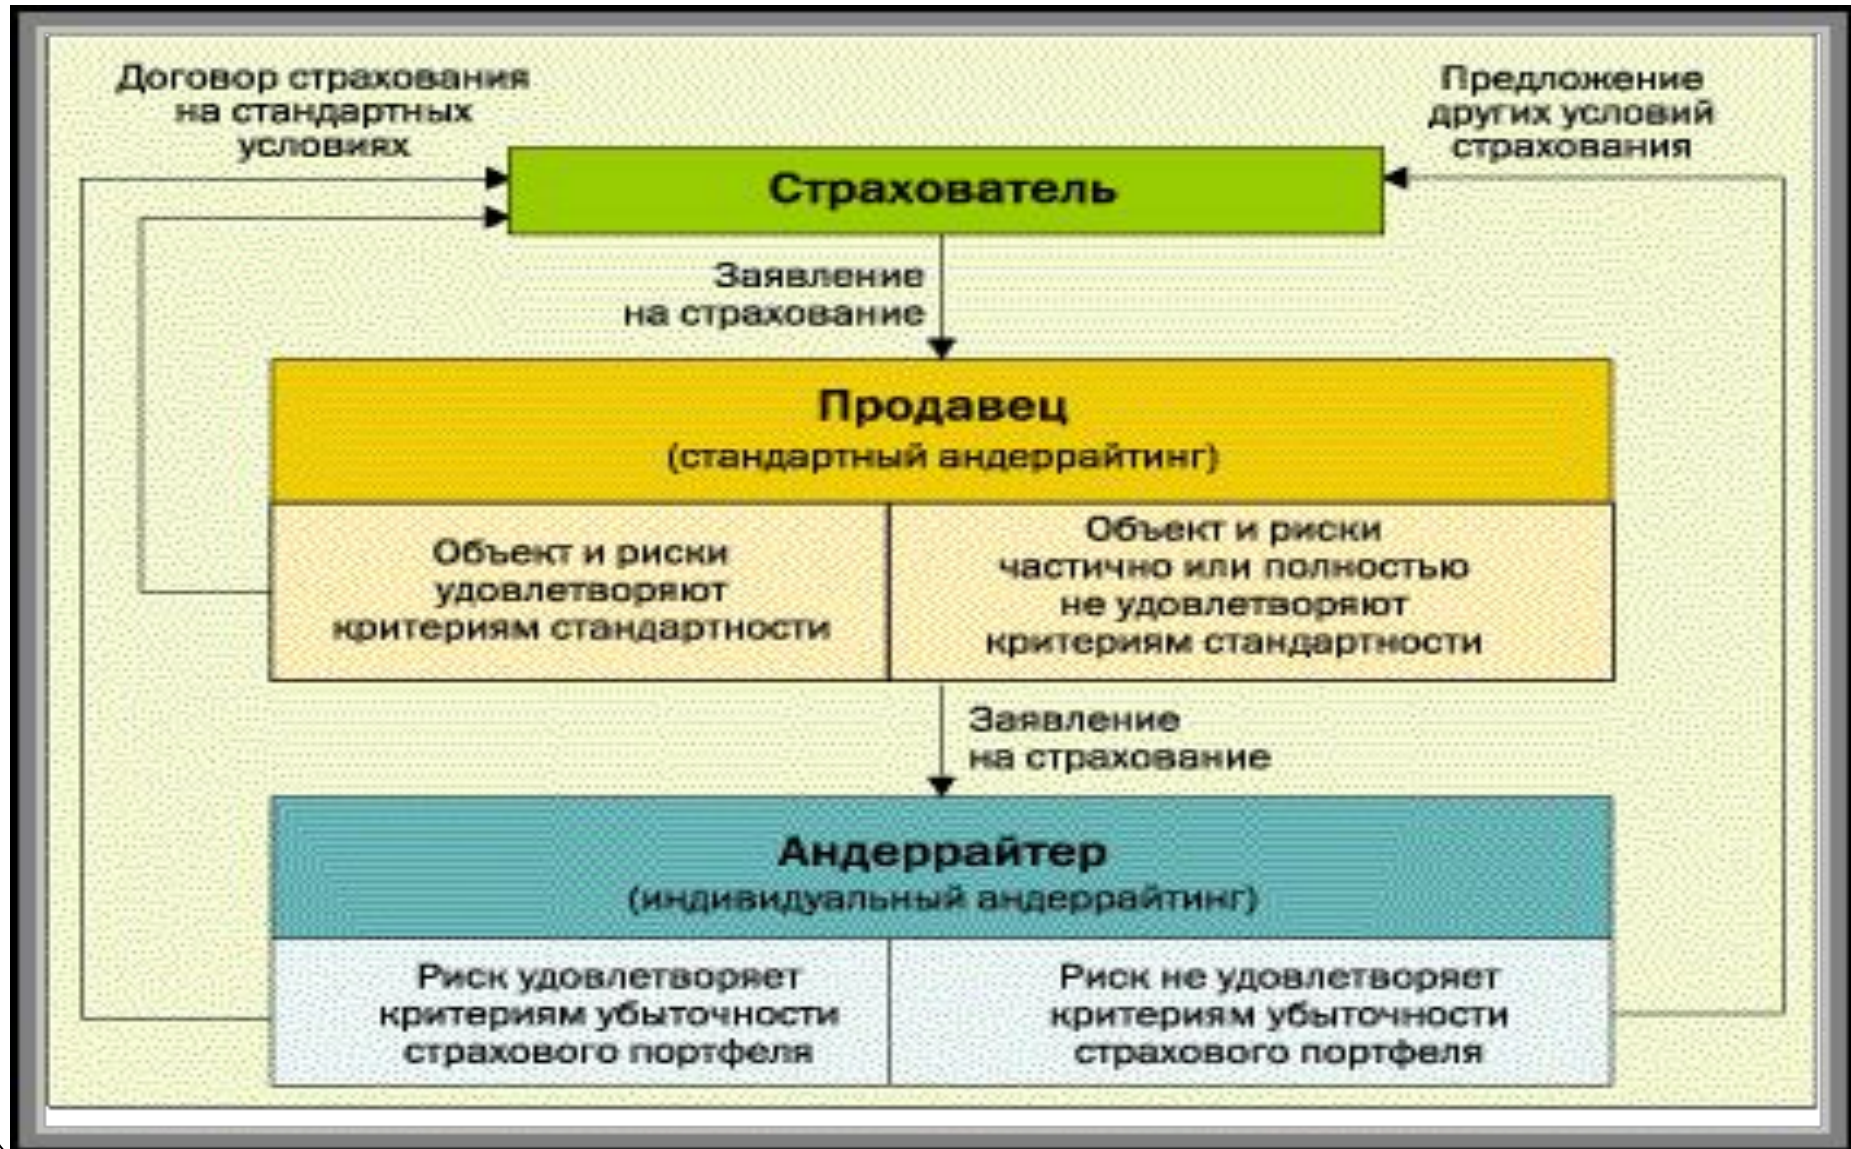 Договор страхования
на стандартных
условиях
Предложение
других условий
страхования
Страхователь
Заявление
на страхование
Продавец
(стандартный андеррайтинг)
Объект и риски
удовлетворяют
критериям стандартности
Объект и риски
частично или полностью
не удовлетворяют
критериям стандартности
Заявление
на страхование
Андеррайтер
(индивидуальный андеррайтинг)
Риск удовлетворяет
критериям убыточности
страхового портфеля
Риск не удовлетворяет
критериям убыточности
страхового портфеля